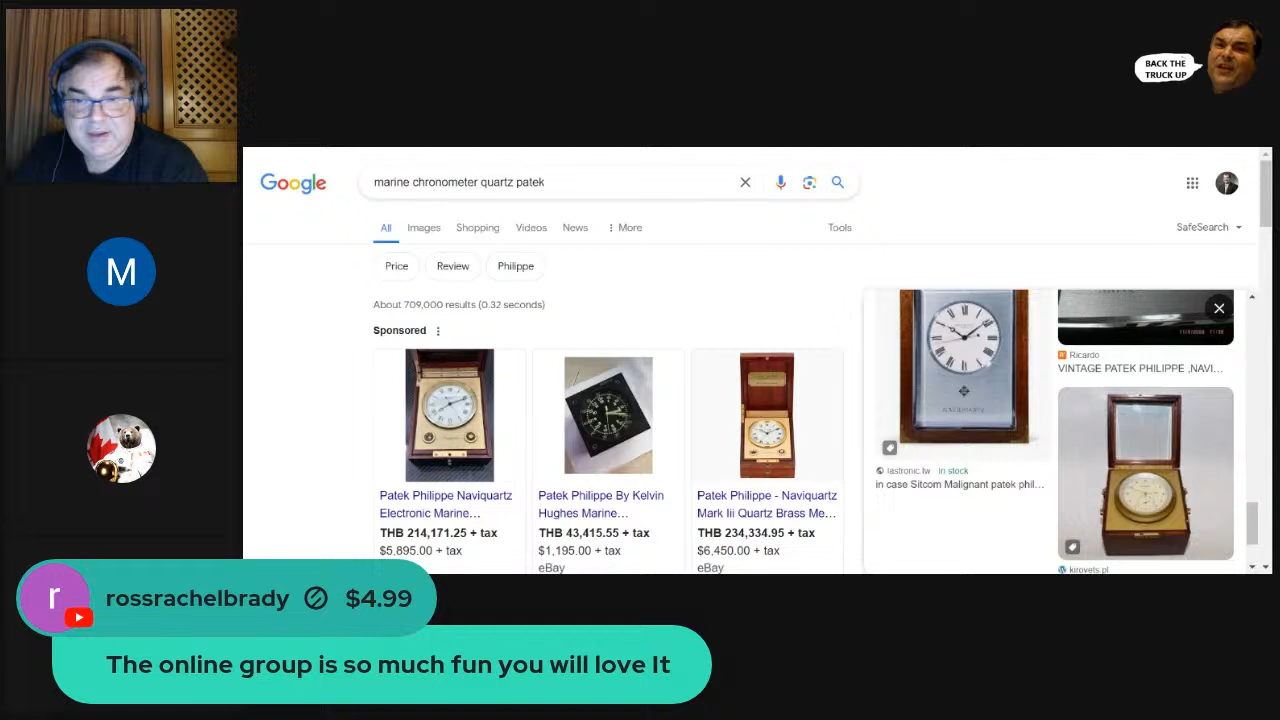 BACK THE
TRUCK UP
Google
marine chronometer quartz patek
All
Images
Shopping
Videos
News
More
Tools
SafeSearch
Price
Review
Philippe
About 709,000 results (0.32 seconds)
Sponsored
Patek Philippe Naviquartz
Electronic Marine...
THB 214,171.25 + tax
$5,895.00 + tax
Patek Philippe By Kelvin
Hughes Marine...
THB 43,415.55 + tax
$1,195.00 + tax
eBay
Patek Philippe - Naviquartz
Mark Iii Quartz Brass Me...
THB 234,334.95 + tax
$6,450.00 + tax
eBay
lastronic.tw In stock
in case Sitcom Malignant patek phil...
Ricardo
VINTAGE PATEK PHILIPPE ,NAVI...
kirovets.pl
M
r
rossrachelbrady $4.99
The online group is so much fun you will love It